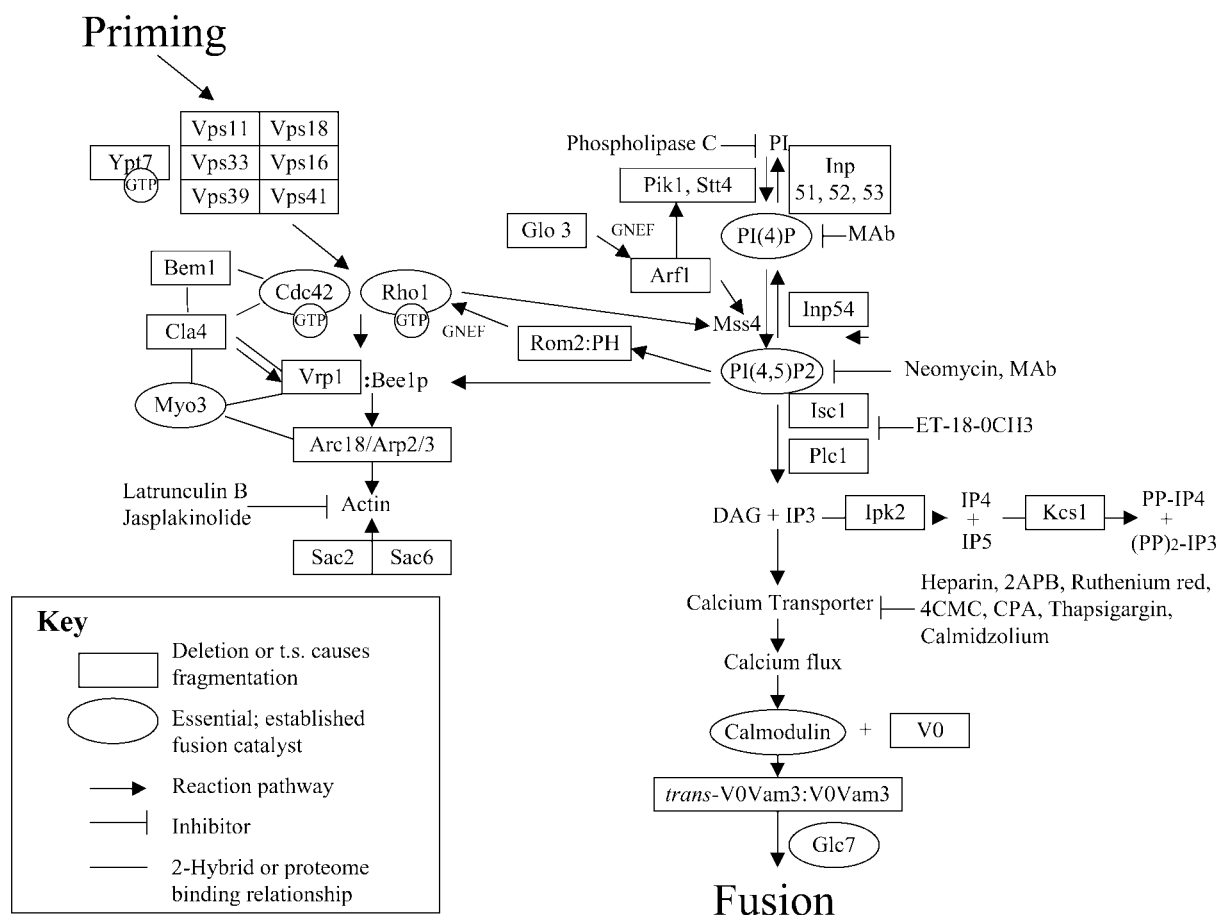 Priming
Vps11 Vps18
Ypt7 Vps33 Vps16
GTP
Vps39 Vps41
Bem1
Cdc42 Rho1
GTP GTP GNEF
Cla4
Rom2:PH
Vrp1 :Bee1p
Myo3
Arc18/Arp2/3
Latrunculin B
Jasplakinolide
Actin
Sac2 Sac6
Phospholipase C PI
Inp
51, 52, 53
Pik1, Stt4
Glo 3 GNEF
PI(4)P MAb
Arf1
Mss4 Inp54
PI(4,5)P2 Neomycin, MAb
Isc1
ET-18-0CH3
Plc1
DAG + IP3 Ipk2
IP4
+
IP5
Kcs1
PP-IP4
+
(PP)2-IP3
Calcium Transporter
Heparin, 2APB, Ruthenium red,
4CMC, CPA, Thapsigargin,
Calmidzolium
Calcium flux
Calmodulin + V0
trans-V0Vam3:V0Vam3
Glc7
Fusion
Key
Deletion or t.s. causes
fragmentation
Essential; established
fusion catalyst
Reaction pathway
Inhibitor
2-Hybrid or proteome
binding relationship